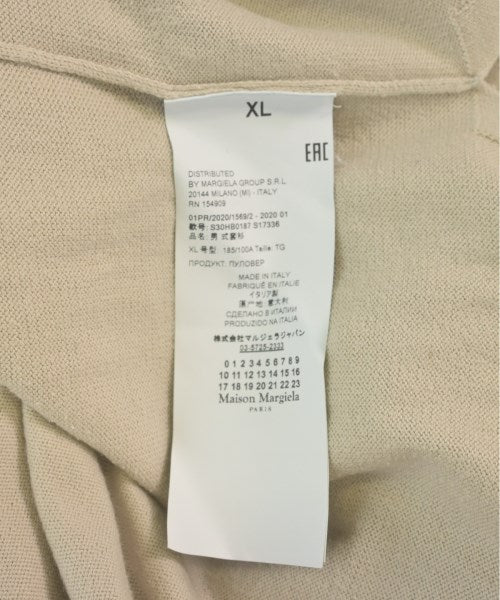 XL
EAC
DISTRIBUTED
BY MARGIELA GROUP S.R.L
20144 MILANO (MI) - ITALY
RN 154909
01PR/2020/1569/2 - 2020 01
款号: S30HB0187 S17336
品名: 男 式套衫
XL 号型: 185/100A Taille: TG
ПРОДУКТ: ПУЛОВЕР
MADE IN ITALY
FABRIQUÉ EN ITALIE
イタリア製
原产地 意大利
СДЕЛАНО В ИТАЛИИ
PRODUZIDO NA ITALIA
株式会社マルジェラジャパン
03-5725-2333
0 1 2 3 4 5 6 7 8 9
10 11 12 13 14 15 16
17 18 19 20 21 22 23
Maison Margiela
PARIS